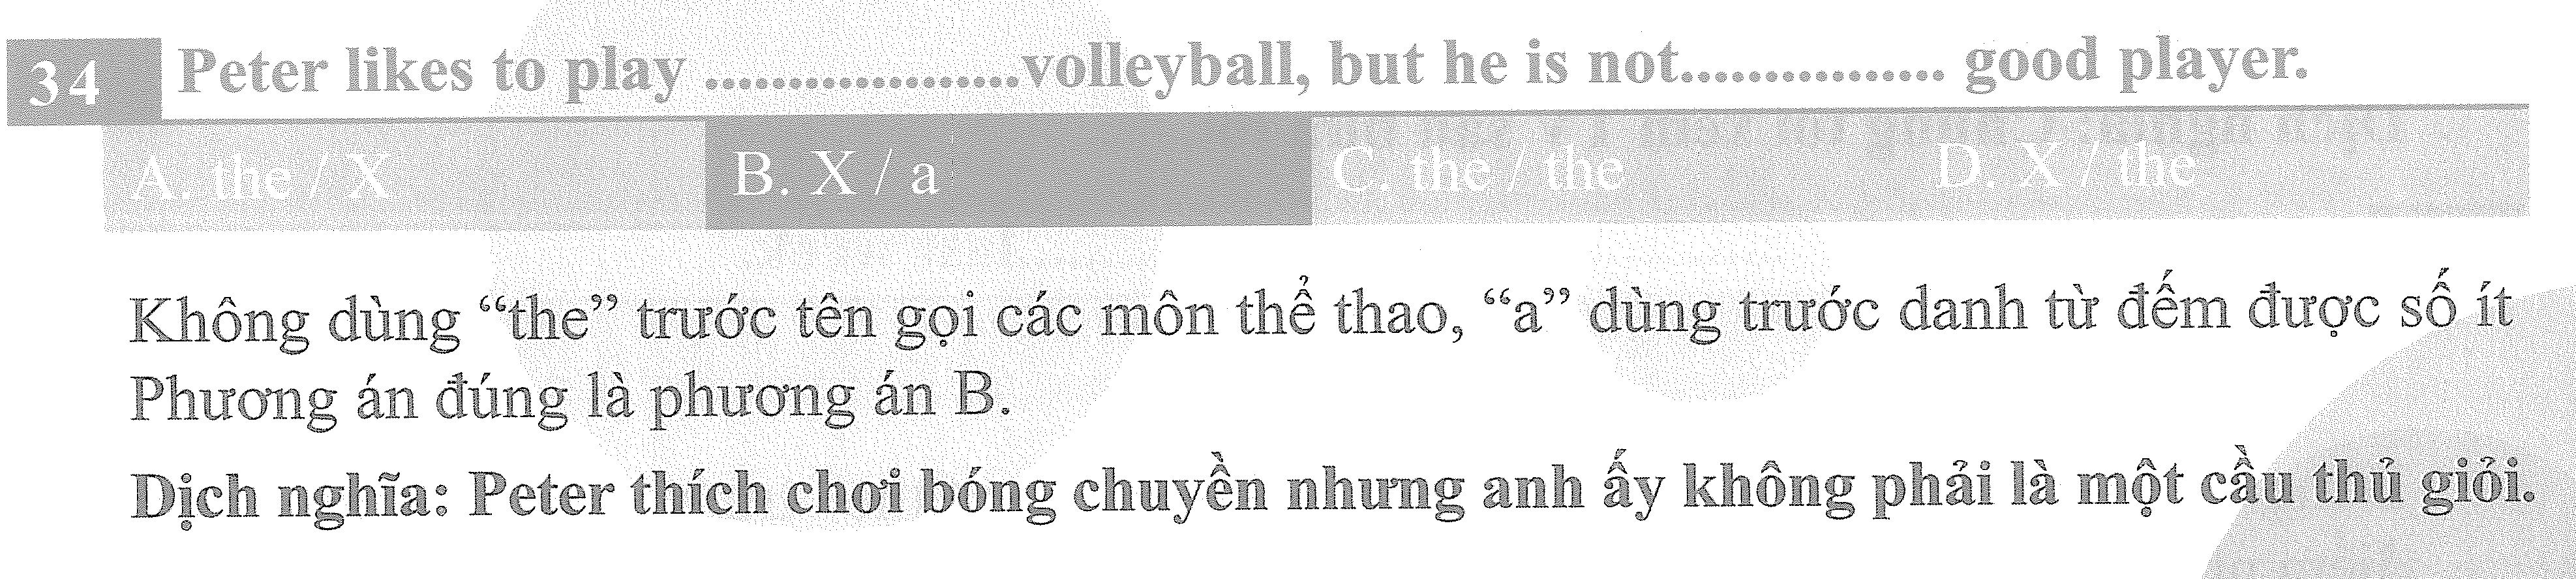 34 Peter likes to play ...................volleyball, but he is not................ good player.
A. the / X B. X / a C. the / the D. X / the
Không dùng “the” trước tên gọi các môn thể thao, “a” dùng trước danh từ đếm được số ít
Phương án đúng là phương án B.
Dịch nghĩa: Peter thích chơi bóng chuyền nhưng anh ấy không phải là một cầu thủ giỏi.